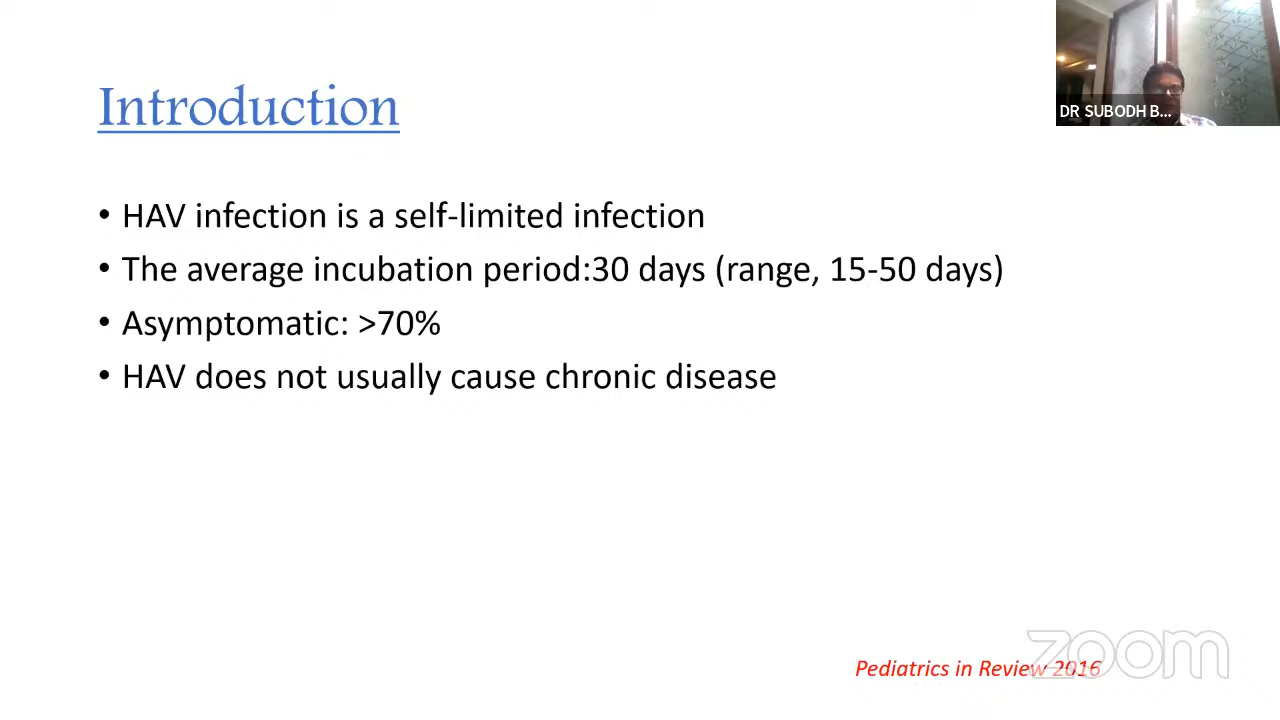 DR SUBODH B...
Introduction
• HAV infection is a self-limited infection
• The average incubation period:30 days (range, 15-50 days)
• Asymptomatic: >70%
• HAV does not usually cause chronic disease
Pediatrics in Review 2016
zoom